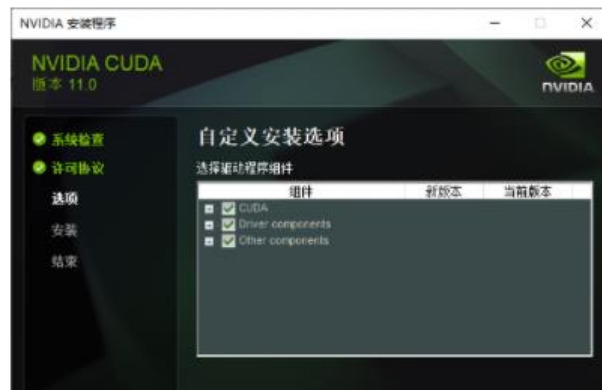 NVIDIA 安装程序
NVIDIA CUDA
版本 11.0
NVIDIA
系统检查
许可协议
选项
安装
结束
自定义安装选项
选择驱动程序组件
组件 新版本 当前版本
CUDA
Driver components
Other components